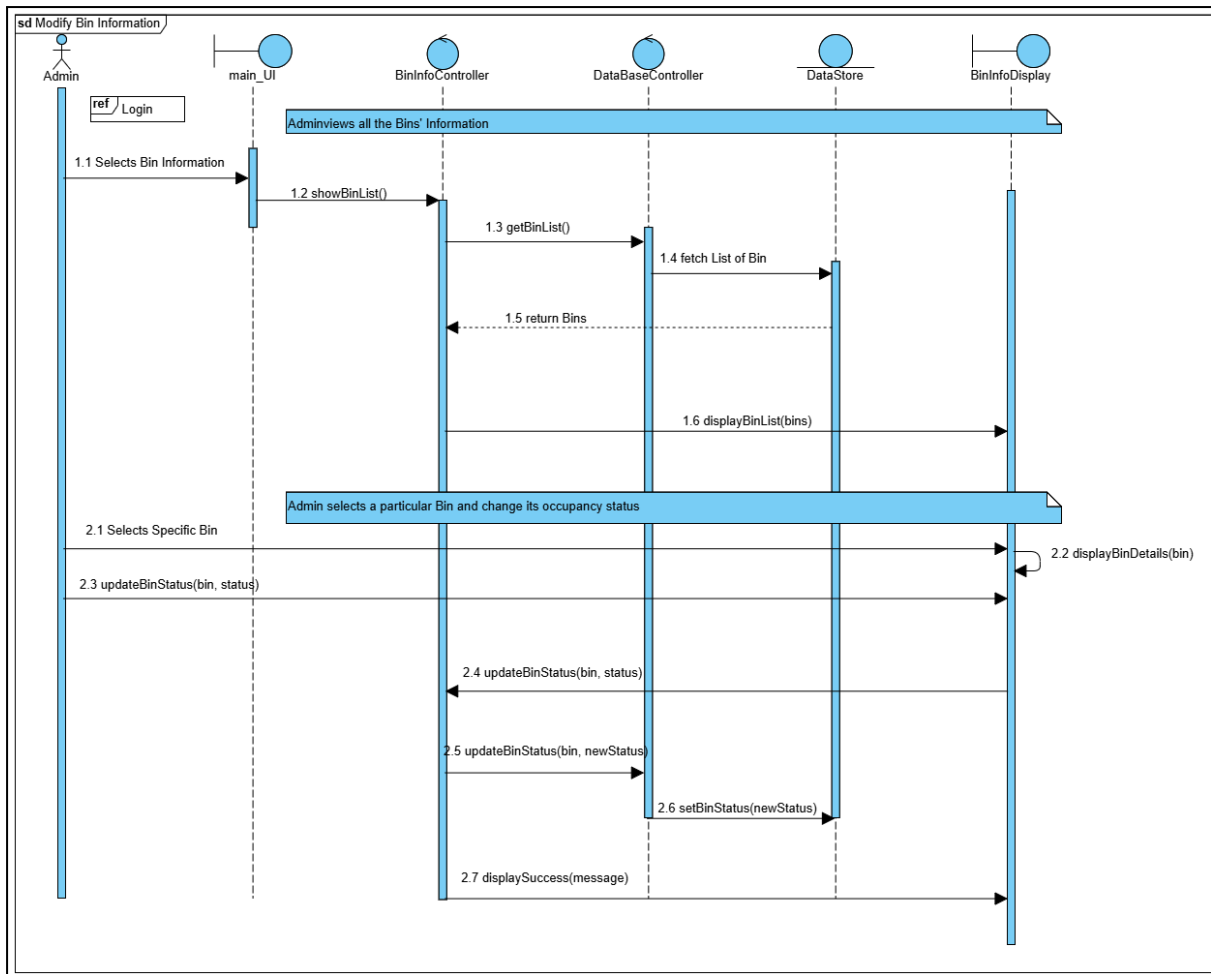 sd Modify Bin Information
Admin
main_UI
BinInfoController
DataBaseController
DataStore
BinInfoDisplay
ref Login
Adminviews all the Bins' Information
1.1 Selects Bin Information
1.2 showBinList()
1.3 getBinList()
1.4 fetch List of Bin
1.5 return Bins
1.6 displayBinList(bins)
Admin selects a particular Bin and change its occupancy status
2.1 Selects Specific Bin
2.2 displayBinDetails(bin)
2.3 updateBinStatus(bin, status)
2.4 updateBinStatus(bin, status)
2.5 updateBinStatus(bin, newStatus)
2.6 setBinStatus(newStatus)
2.7 displaySuccess(message)